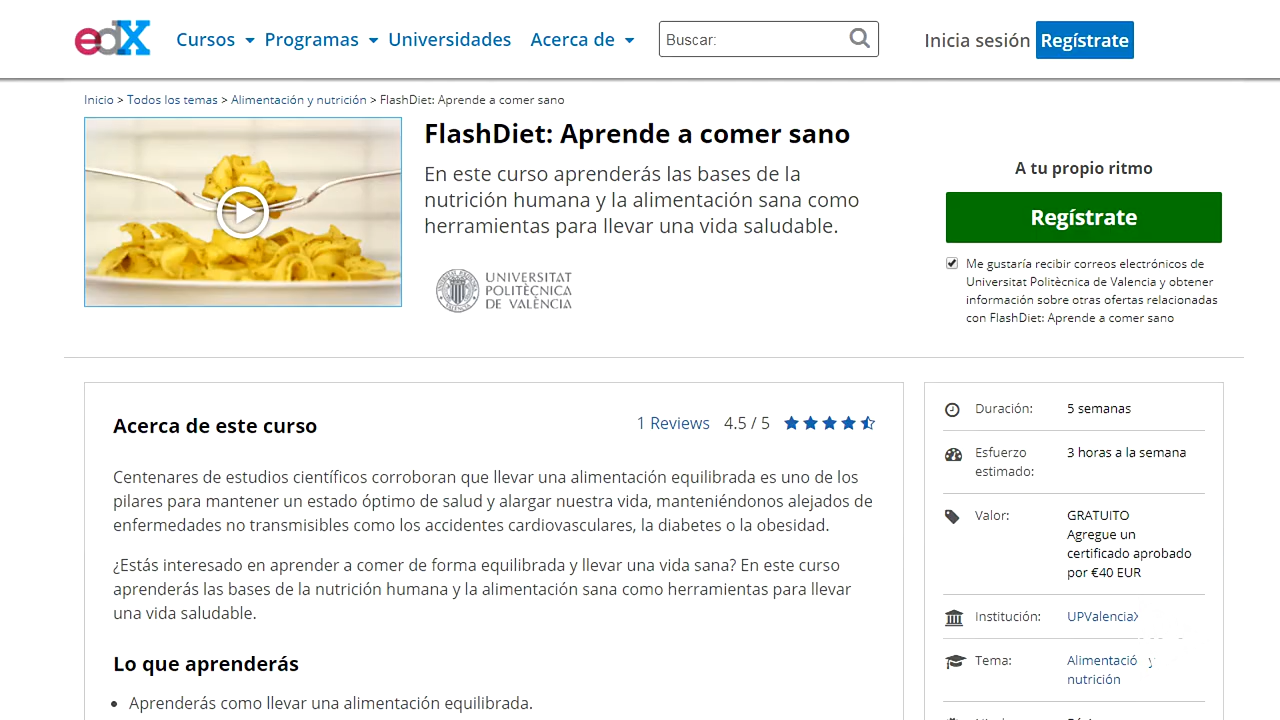 edX
Cursos
Programas
Universidades
Acerca de
Buscar:
Inicia sesión
Regístrate
Inicio > Todos los temas > Alimentación y nutrición > FlashDiet: Aprende a comer sano
FlashDiet: Aprende a comer sano
En este curso aprenderás las bases de la
nutrición humana y la alimentación sana como
herramientas para llevar una vida saludable.
UNIVERSITAT
POLITÈCNICA
DE VALÈNCIA
A tu propio ritmo
Regístrate
Me gustaría recibir correos electrónicos de
Universitat Politècnica de Valencia y obtener
información sobre otras ofertas relacionadas
con FlashDiet: Aprende a comer sano
Acerca de este curso
1 Reviews 4.5 / 5
Centenares de estudios científicos corroboran que llevar una alimentación equilibrada es uno de los
pilares para mantener un estado óptimo de salud y alargar nuestra vida, manteniéndonos alejados de
enfermedades no transmisibles como los accidentes cardiovasculares, la diabetes o la obesidad.
¿Estás interesado en aprender a comer de forma equilibrada y llevar una vida sana? En este curso
aprenderás las bases de la nutrición humana y la alimentación sana como herramientas para llevar
una vida saludable.
Lo que aprenderás
Aprenderás como llevar una alimentación equilibrada.
Duración: 5 semanas
Esfuerzo estimado: 3 horas a la semana
Valor: GRATUITO
Agregue un
certificado aprobado
por €40 EUR
Institución: UPValenciaX
Tema: Alimentació y
nutrición